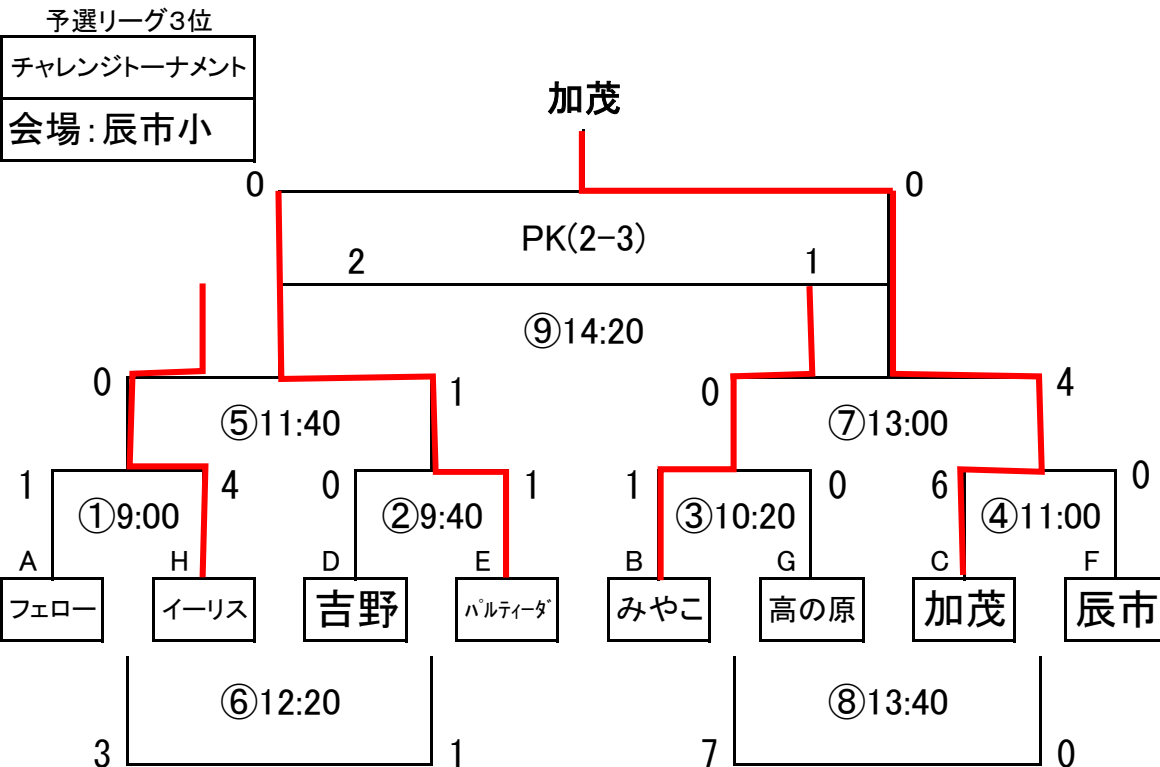 予選リーグ3位
チャレンジトーナメント
会場:辰市小
加茂
0 0
PK(2-3)
2 1
⑨14:20
0 1 0 4
⑤11:40 ⑦13:00
1 4 0 1 1 0 6 0
①9:00 ②9:40 ③10:20 ④11:00
A H D E B G C F
フェロー イーリス 吉野 パルティーダ みやこ 高の原 加茂 辰市
⑥12:20 ⑧13:40
3 1 7 0